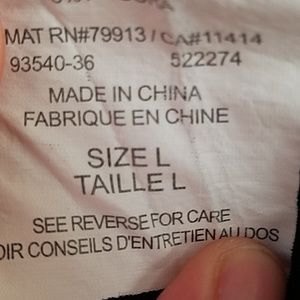 MAT RN#79913 / CA#11414
93540-36 522274
MADE IN CHINA
FABRIQUE EN CHINE
SIZE L
TAILLE L
SEE REVERSE FOR CARE
OIR CONSEILS D'ENTRETIEN AU DOS